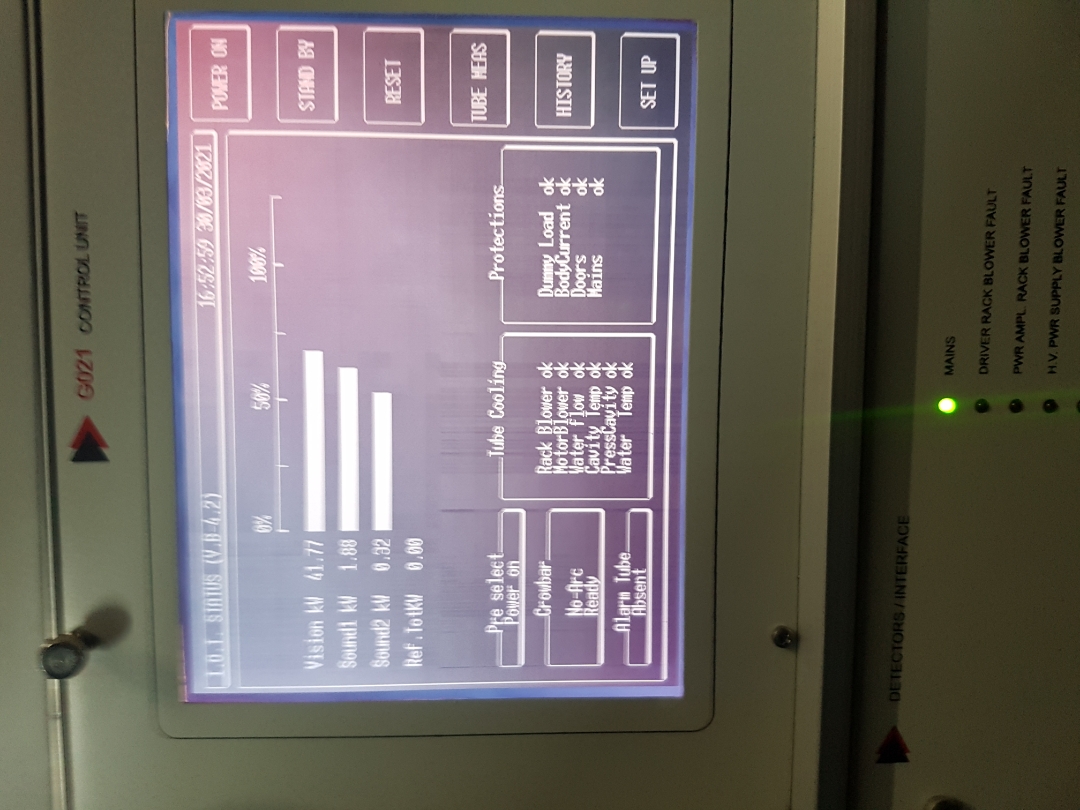 G021 CONTROL UNIT
I.O.T. STATUS (V.B-4.2) 16:52:59 30/03/2021
POWER ON
0% 50% 100%
STAND BY
Vision kW 41.77
Sound1 kW 1.88
Sound2 kW 0.32
Ref.TotKW 0.00
RESET
TUBE MEAS
Pre select
Power on
Crowbar
No-Arc
Ready
Alarm Tube
Absent
Tube Cooling
Rack Blower ok
MotorBlower ok
Water flow ok
Cavity Temp ok
PressCavity ok
Water Temp ok
Protections
Dummy Load ok
BodyCurrent ok
Doors ok
Mains ok
HISTORY
SET UP
DETECTORS / INTERFACE
MAINS
DRIVER RACK BLOWER FAULT
PWR AMPL. RACK BLOWER FAULT
H.V. PWR SUPPLY BLOWER FAULT